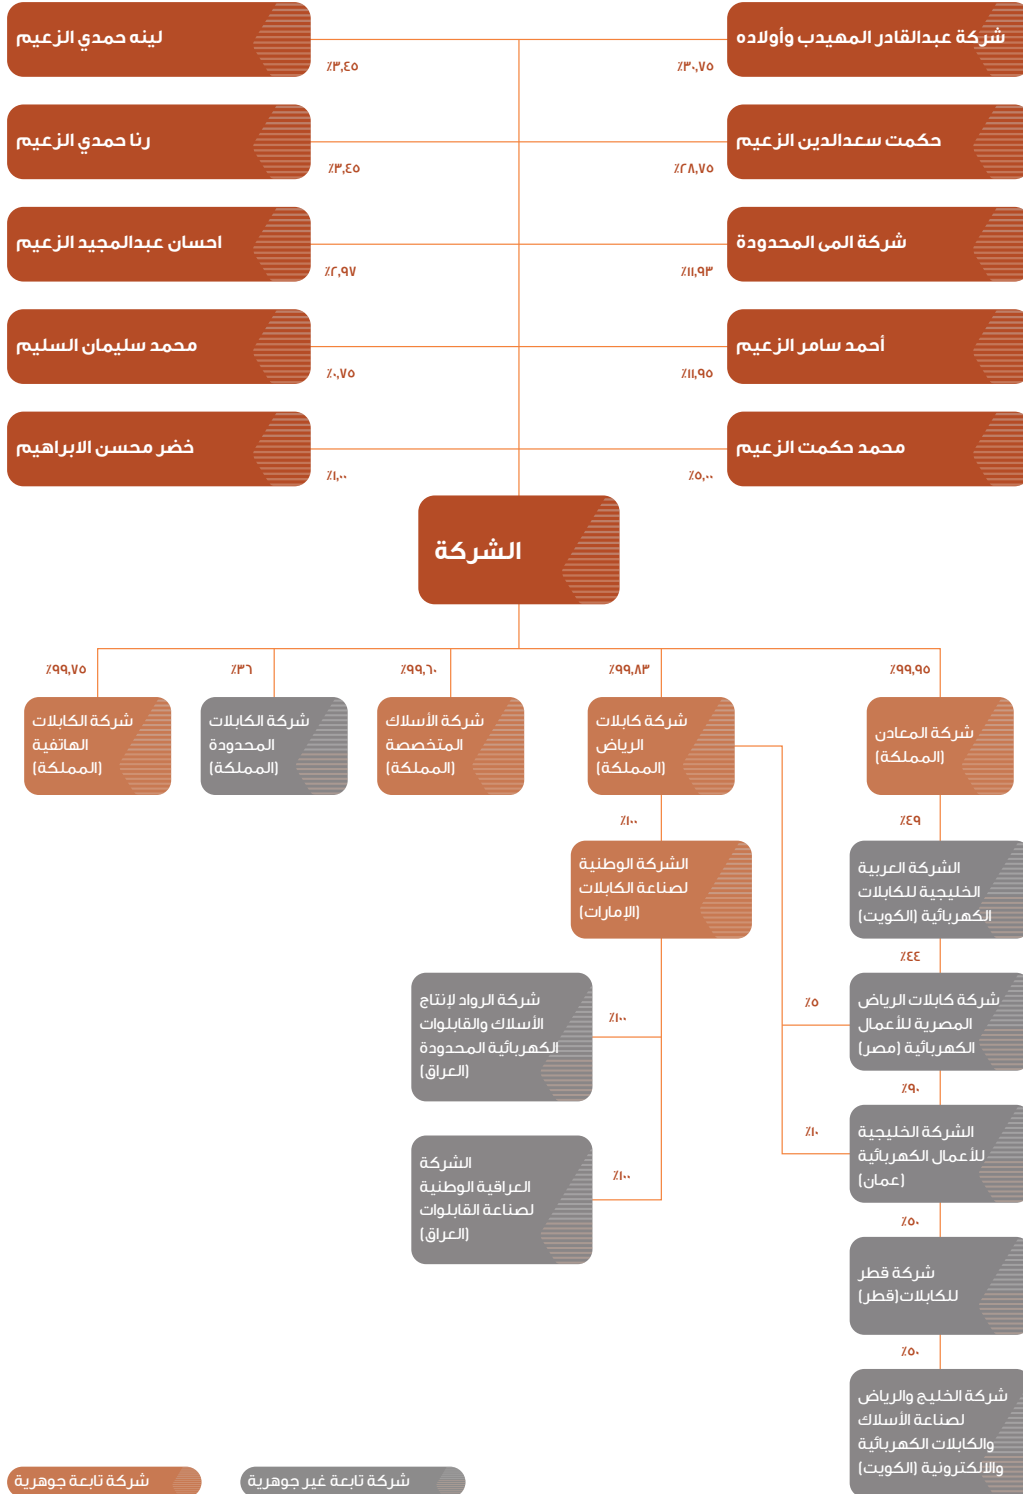 شركة عبدالقادر المهيدب وأولاده
٪٣٠,٧٥
لينه حمدي الزعيم
٪٣,٤٥
حكمت سعدالدين الزعيم
٪٢٨,٧٥
رنا حمدي الزعيم
٪٣,٤٥
شركة المى المحدودة
٪١١,٩٣
احسان عبدالمجيد الزعيم
٪٢,٩٧
أحمد سامر الزعيم
٪١١,٩٥
محمد سليمان السليم
٪٠,٧٥
محمد حكمت الزعيم
٪٥,٠٠
خضر محسن الابراهيم
٪١,٠٠
الشركة
٪٩٩,٩٥
٪٩٩,٨٣
٪٩٩,٦٠
٪٣٦
٪٩٩,٧٥
شركة المعادن
(المملكة)
شركة كابلات
الرياض
(المملكة)
شركة الأسلاك
المتخصصة
(المملكة)
شركة الكابلات
المحدودة
(المملكة)
شركة الكابلات
الهاتفية
(المملكة)
٪٤٩
الشركة العربية
الخليجية للكابلات
الكهربائية (الكويت)
٪٤٤
شركة كابلات الرياض
المصرية للأعمال
الكهربائية (مصر)
٪٥
٪٩٠
الشركة الخليجية
للأعمال الكهربائية
(عمان)
٪١٠
٪٥٠
شركة قطر
للكابلات(قطر)
٪٥٠
شركة الخليج والرياض
لصناعة الأسلاك
والكابلات الكهربائية
والالكترونية (الكويت)
٪١٠٠
الشركة الوطنية
لصناعة الكابلات
(الإمارات)
٪١٠٠
شركة الرواد لإنتاج
الأسلاك والقابلوات
الكهربائية المحدودة
(العراق)
٪١٠٠
الشركة
العراقية الوطنية
لصناعة القابلوات
(العراق)
شركة تابعة غير جوهرية
شركة تابعة جوهرية